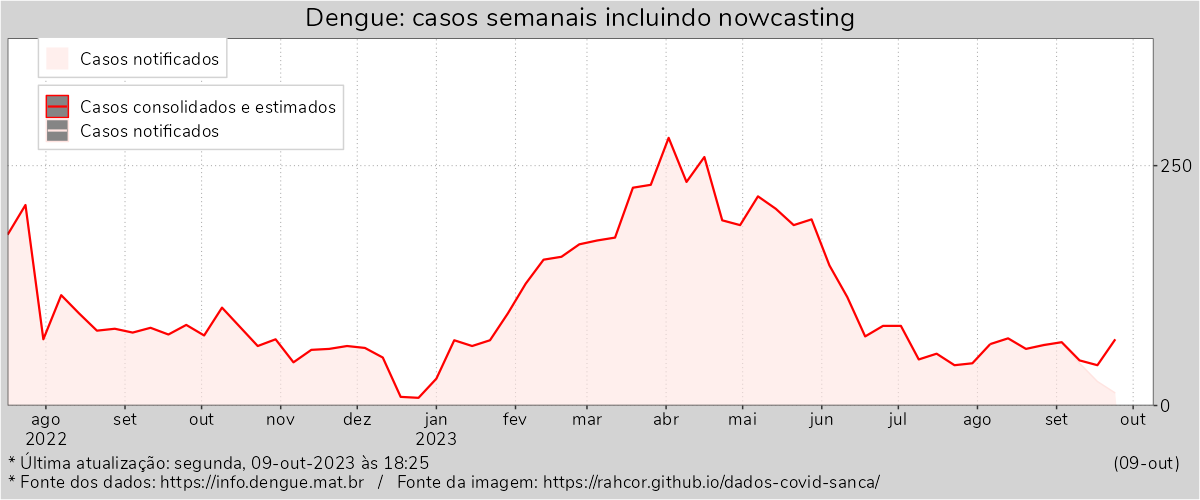 Dengue: casos semanais incluindo nowcasting
Casos notificados
Casos consolidados e estimados
Casos notificados
250
0
ago set out nov dez jan fev mar abr mai jun jul ago set out
2022 2023
* Última atualização: segunda, 09-out-2023 às 18:25 (09-out)
* Fonte dos dados: https://info.dengue.mat.br / Fonte da imagem: https://rahcor.github.io/dados-covid-sanca/